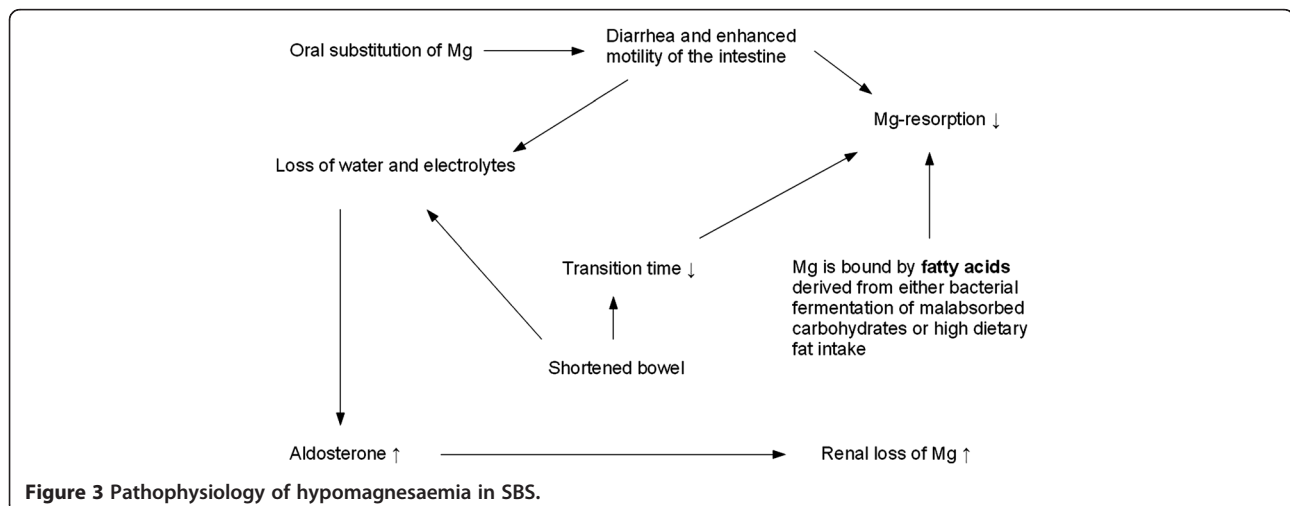 Oral substitution of Mg
Diarrhea and enhanced
motility of the intestine
Mg-resorption ↓
Loss of water and electrolytes
Transition time ↓
Mg is bound by fatty acids
derived from either bacterial
fermentation of malabsorbed
carbohydrates or high dietary
fat intake
Shortened bowel
Aldosterone ↑
Renal loss of Mg ↑
Figure 3 Pathophysiology of hypomagnesaemia in SBS.